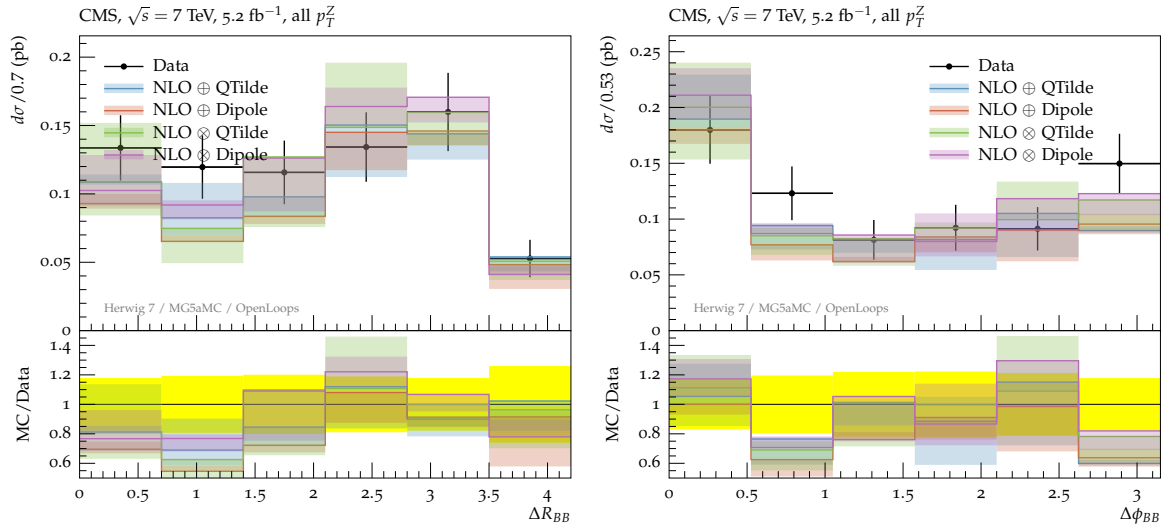 CMS, √s = 7 TeV, 5.2 fb⁻¹, all p_T^Z
dσ/0.7 (pb)
0.2
0.15
0.1
0.05
0
Data
NLO ⊕ QTilde
NLO ⊕ Dipole
NLO ⊗ QTilde
NLO ⊗ Dipole
Herwig 7 / MG5aMC / OpenLoops
MC/Data
1.4
1.2
1
0.8
0.6
0 0.5 1 1.5 2 2.5 3 3.5 4
ΔR_BB
CMS, √s = 7 TeV, 5.2 fb⁻¹, all p_T^Z
dσ/0.53 (pb)
0.25
0.2
0.15
0.1
0.05
0
Data
NLO ⊕ QTilde
NLO ⊕ Dipole
NLO ⊗ QTilde
NLO ⊗ Dipole
Herwig 7 / MG5aMC / OpenLoops
MC/Data
1.4
1.2
1
0.8
0.6
0 0.5 1 1.5 2 2.5 3
Δϕ_BB